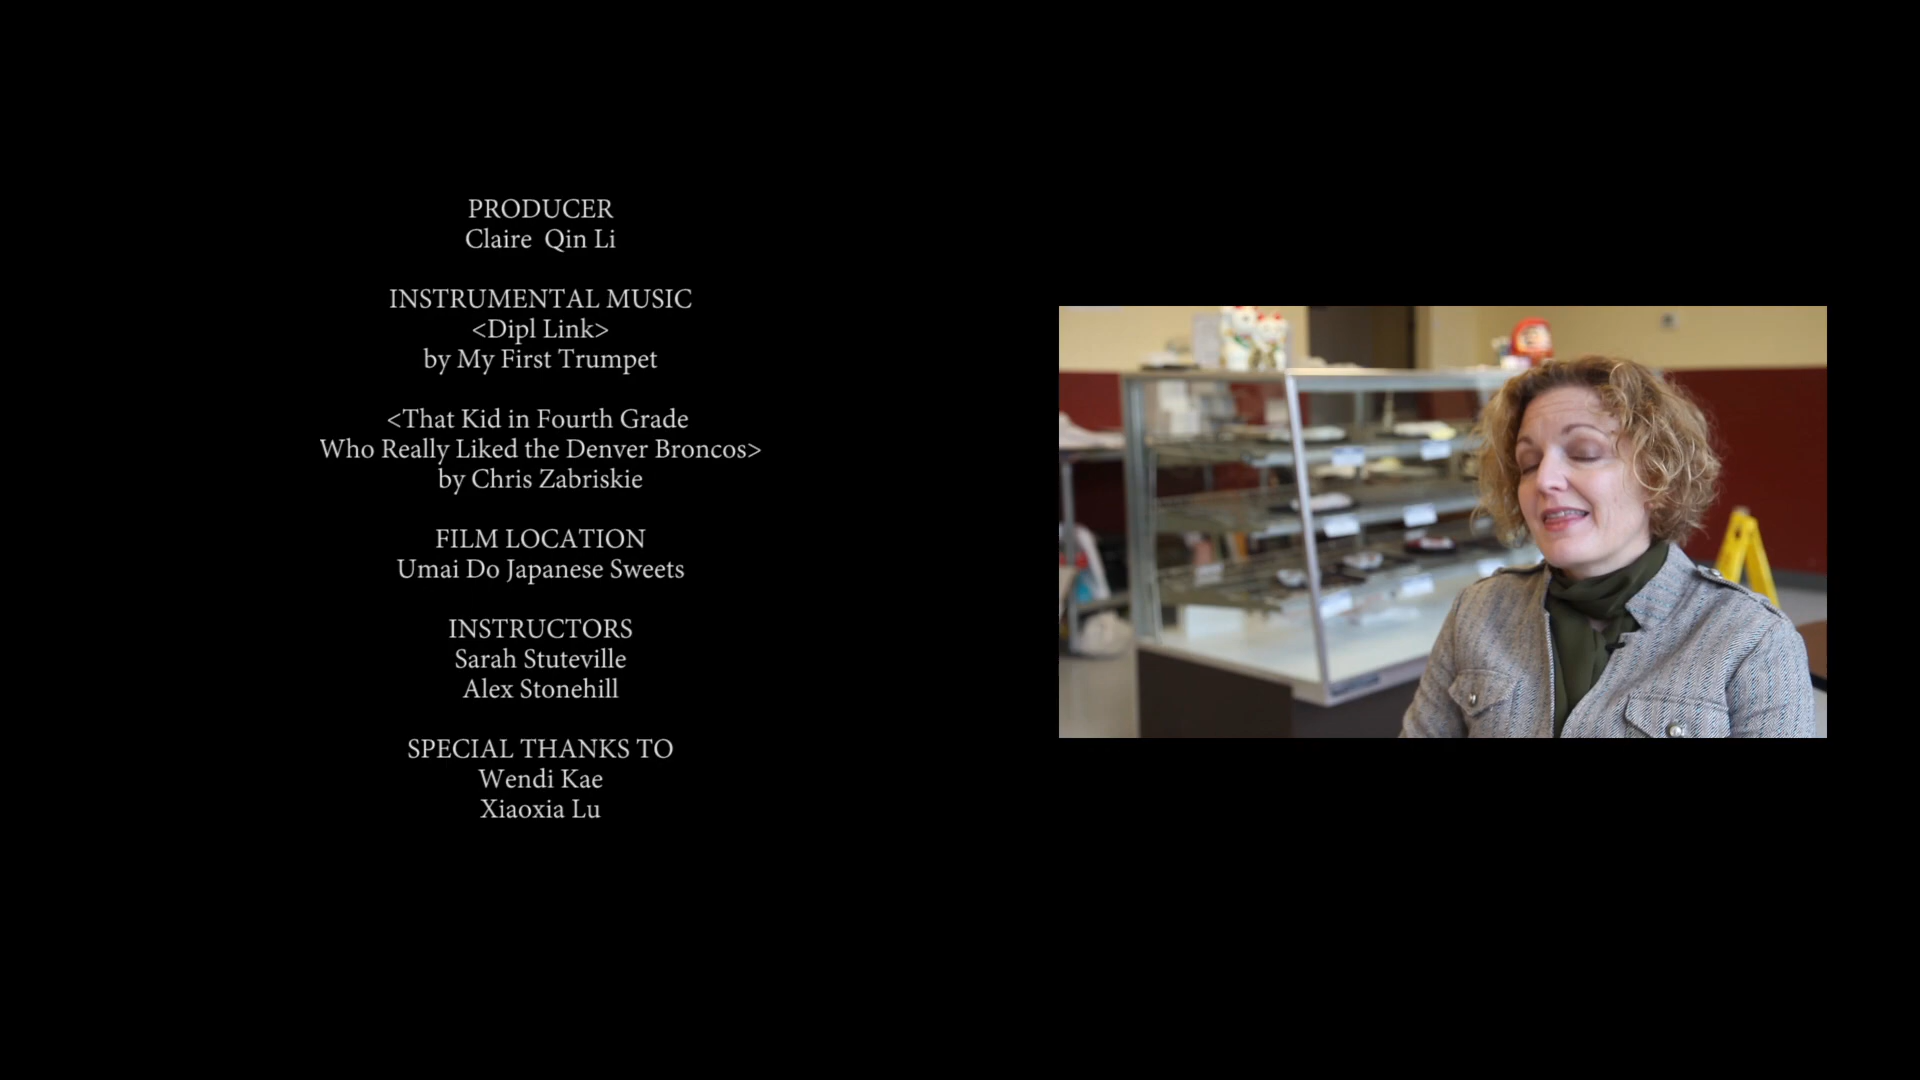 PRODUCER
Claire  Qin Li
INSTRUMENTAL MUSIC
<Dipl Link>
by My First Trumpet
<That Kid in Fourth Grade
Who Really Liked the Denver Broncos>
by Chris Zabriskie
FILM LOCATION
Umai Do Japanese Sweets
INSTRUCTORS
Sarah Stuteville
Alex Stonehill
SPECIAL THANKS TO
Wendi Kae
Xiaoxia Lu